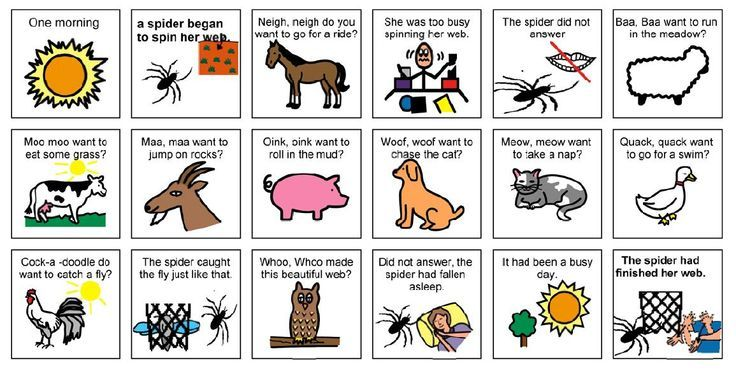 One morning
a spider began
to spin her web.
Neigh, neigh do you
want to go for a ride?
She was too busy
spinning her web.
The spider did not
answer
Baa, Baa want to run
in the meadow?
Moo moo want to
eat some grass?
Maa, maa want to
jump on rocks?
Oink, oink want to
roll in the mud?
Woof, woof want to
chase the cat?
Meow, meow want
to take a nap?
Quack, quack want
to go for a swim?
Cock-a -doodle do
want to catch a fly?
The spider caught
the fly just like that.
Whoo, Whoo made
this beautiful web?
Did not answer, the
spider had fallen
asleep.
It had been a busy
day.
The spider had
finished her web.